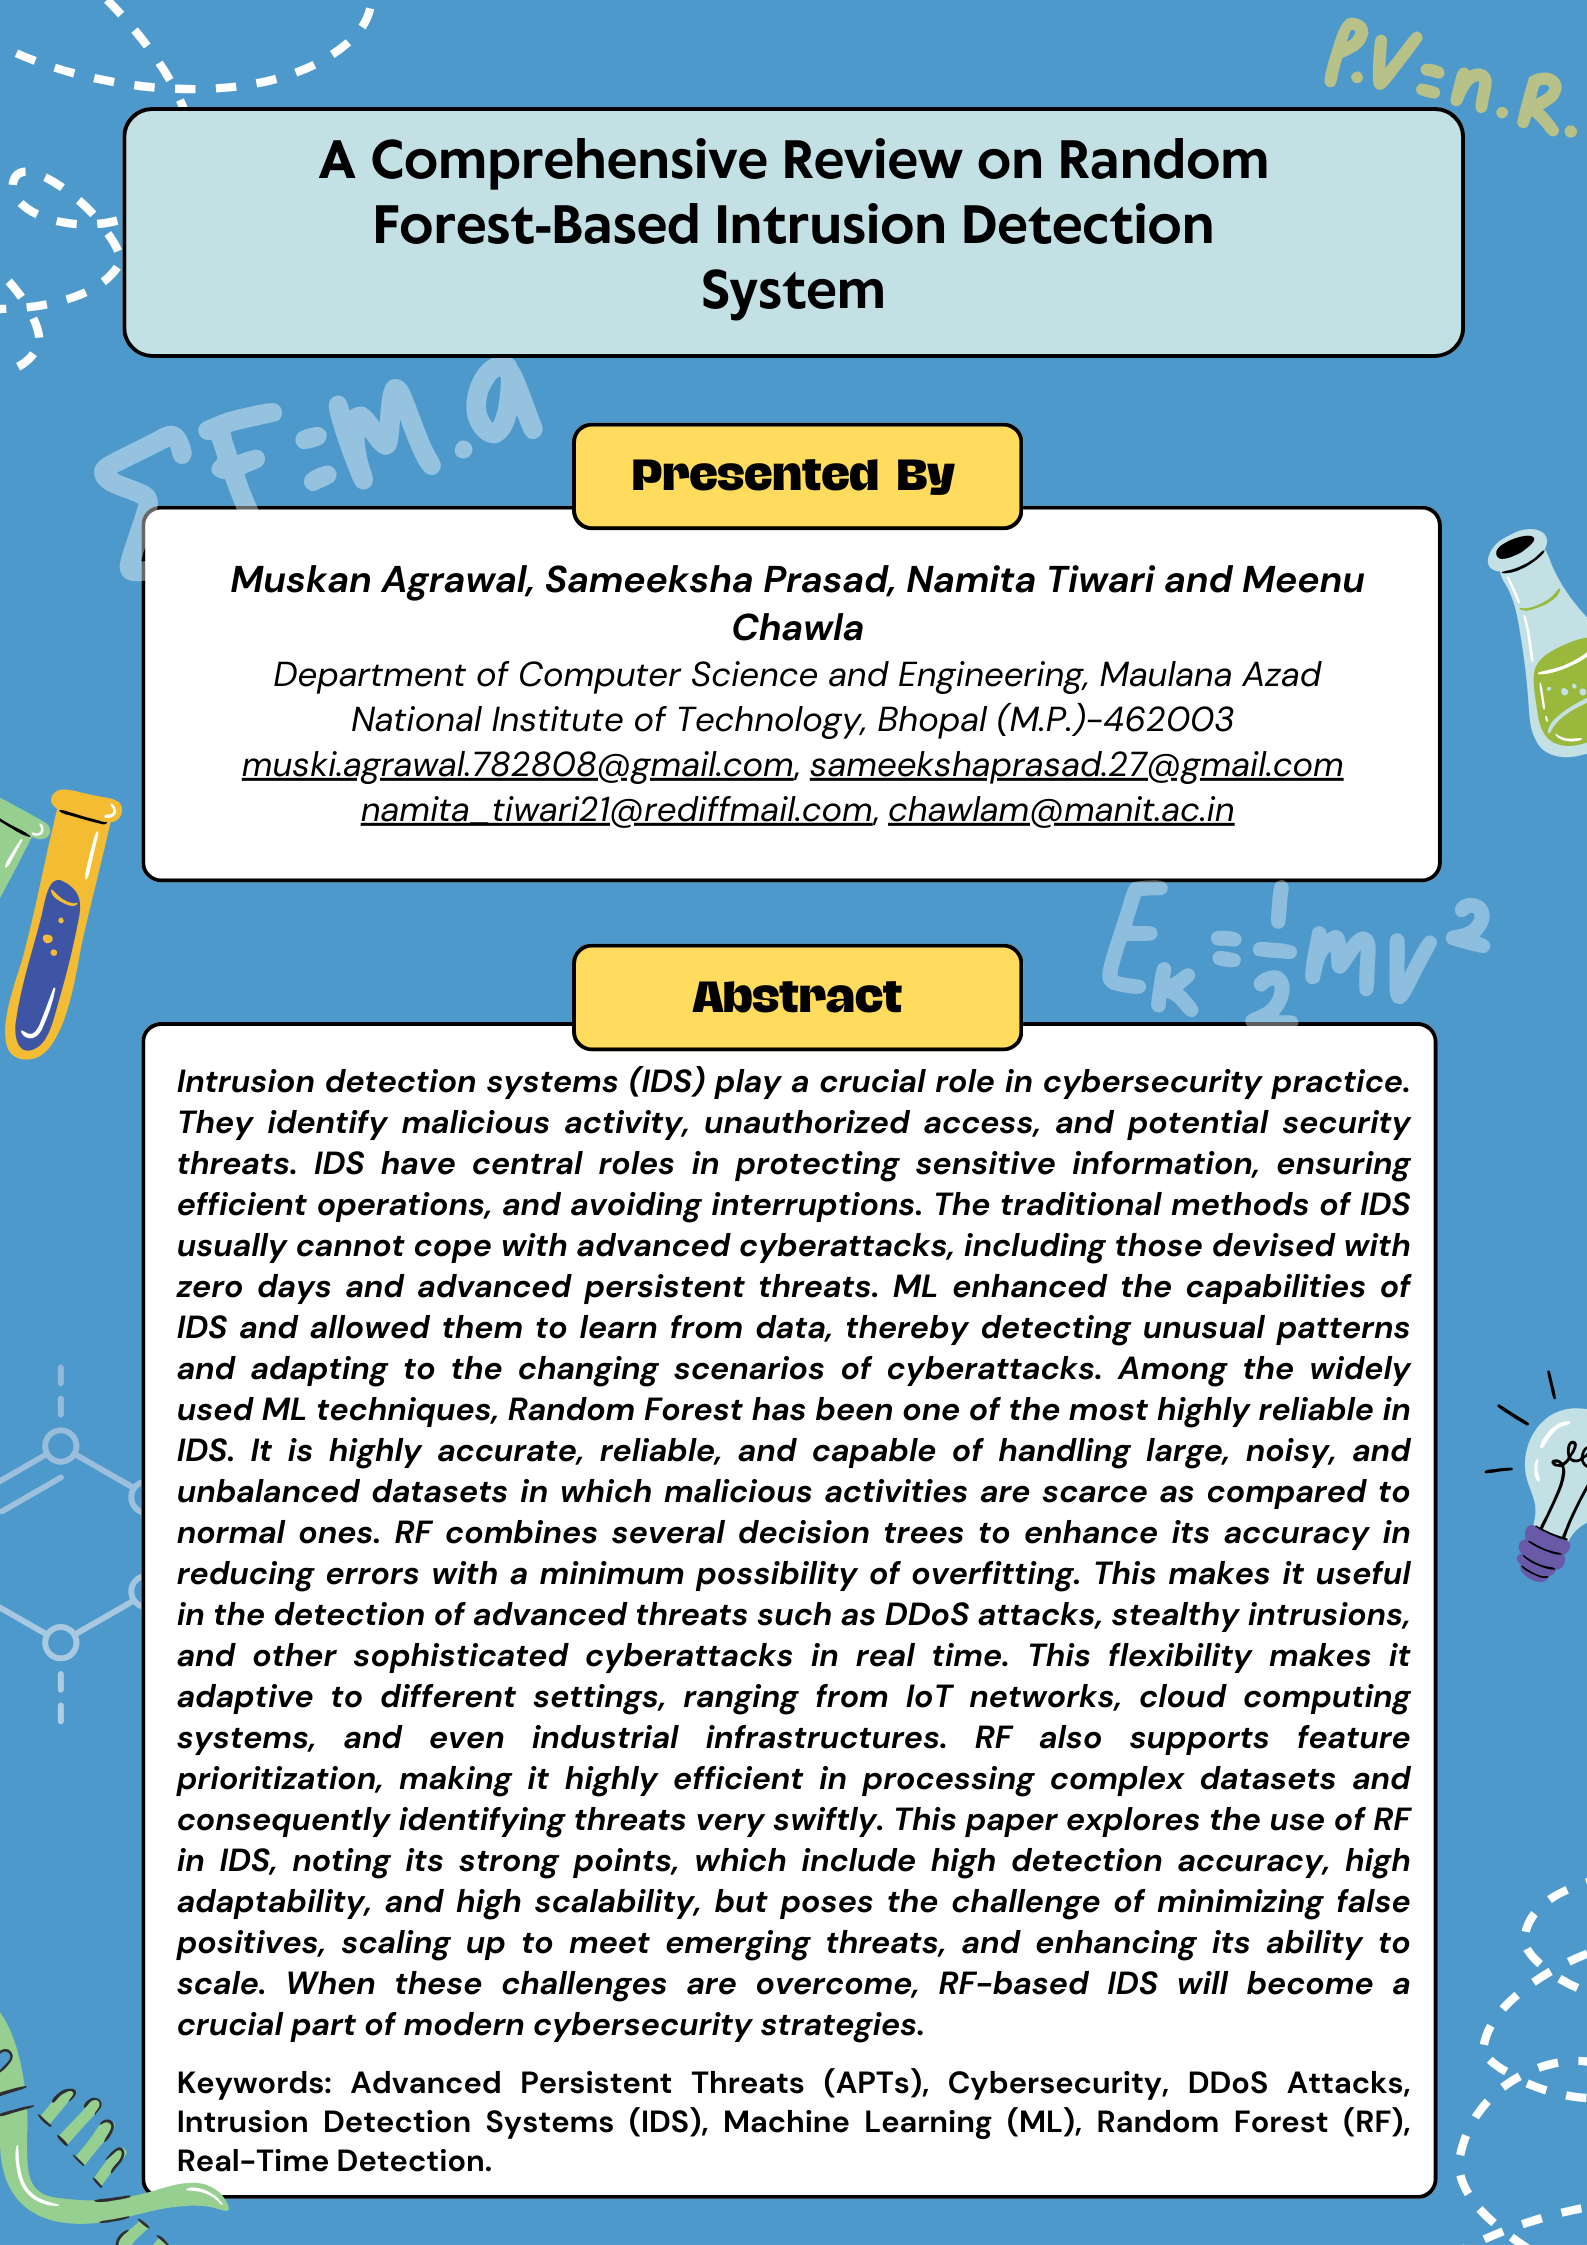 P.V=n.R.
A Comprehensive Review on Random
Forest-Based Intrusion Detection
System
ΣF=M.a
Presented By
Muskan Agrawal, Sameeksha Prasad, Namita Tiwari and Meenu
Chawla
Department of Computer Science and Engineering, Maulana Azad
National Institute of Technology, Bhopal (M.P.)-462003
muski.agrawal.782808@gmail.com, sameekshaprasad.27@gmail.com
namita_tiwari21@rediffmail.com, chawlam@manit.ac.in
EK=1/2mv²
Abstract
Intrusion detection systems (IDS) play a crucial role in cybersecurity practice.
They identify malicious activity, unauthorized access, and potential security
threats. IDS have central roles in protecting sensitive information, ensuring
efficient operations, and avoiding interruptions. The traditional methods of IDS
usually cannot cope with advanced cyberattacks, including those devised with
zero days and advanced persistent threats. ML enhanced the capabilities of
IDS and allowed them to learn from data, thereby detecting unusual patterns
and adapting to the changing scenarios of cyberattacks. Among the widely
used ML techniques, Random Forest has been one of the most highly reliable in
IDS. It is highly accurate, reliable, and capable of handling large, noisy, and
unbalanced datasets in which malicious activities are scarce as compared to
normal ones. RF combines several decision trees to enhance its accuracy in
reducing errors with a minimum possibility of overfitting. This makes it useful
in the detection of advanced threats such as DDoS attacks, stealthy intrusions,
and other sophisticated cyberattacks in real time. This flexibility makes it
adaptive to different settings, ranging from IoT networks, cloud computing
systems, and even industrial infrastructures. RF also supports feature
prioritization, making it highly efficient in processing complex datasets and
consequently identifying threats very swiftly. This paper explores the use of RF
in IDS, noting its strong points, which include high detection accuracy, high
adaptability, and high scalability, but poses the challenge of minimizing false
positives, scaling up to meet emerging threats, and enhancing its ability to
scale. When these challenges are overcome, RF-based IDS will become a
crucial part of modern cybersecurity strategies.
Keywords: Advanced Persistent Threats (APTs), Cybersecurity, DDoS Attacks,
Intrusion Detection Systems (IDS), Machine Learning (ML), Random Forest (RF),
Real-Time Detection.